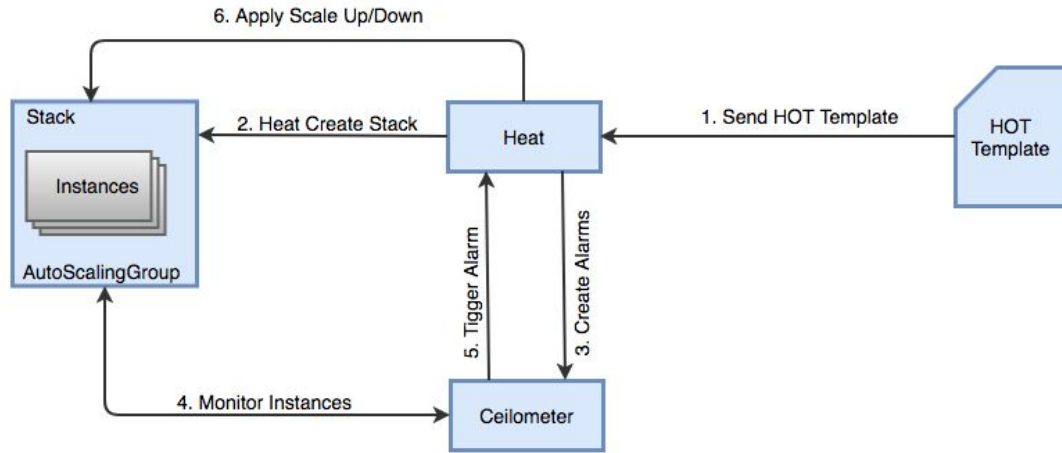 6. Apply Scale Up/Down
Stack
2. Heat Create Stack
Heat
1. Send HOT Template
HOT
Template
Instances
AutoScalingGroup
5. Tigger Alarm
3. Create Alarms
4. Monitor Instances
Ceilometer